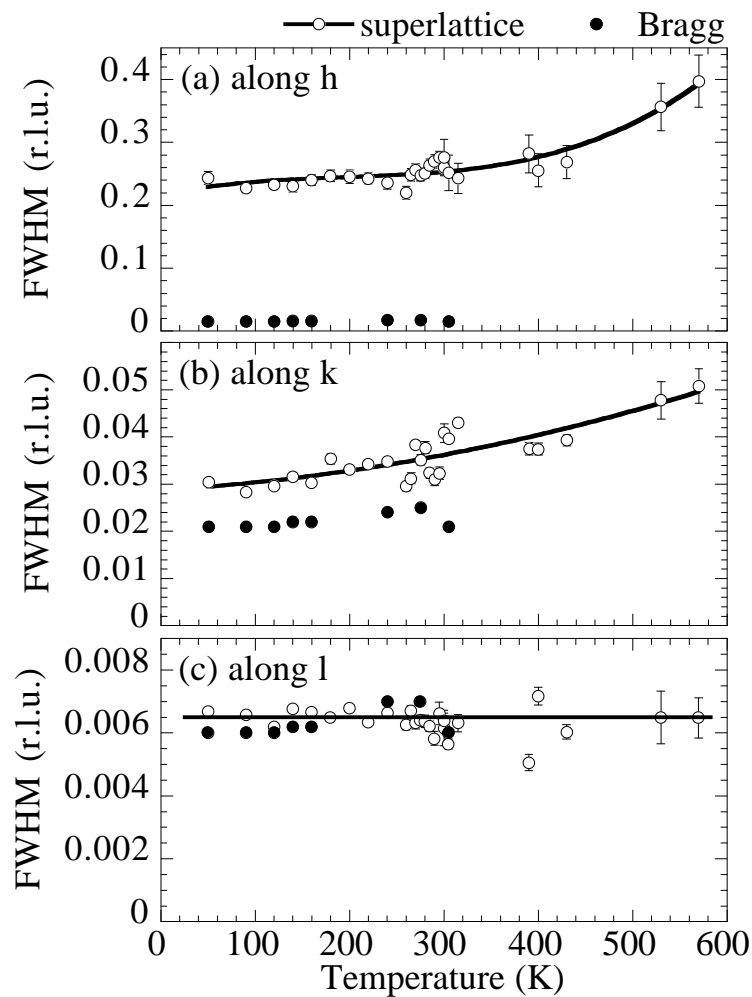 superlattice Bragg
(a) along h
FWHM (r.l.u.)
0.4
0.3
0.2
0.1
0
(b) along k
FWHM (r.l.u.)
0.05
0.04
0.03
0.02
0.01
0
(c) along l
FWHM (r.l.u.)
0.008
0.006
0.004
0.002
0
0 100 200 300 400 500 600
Temperature (K)